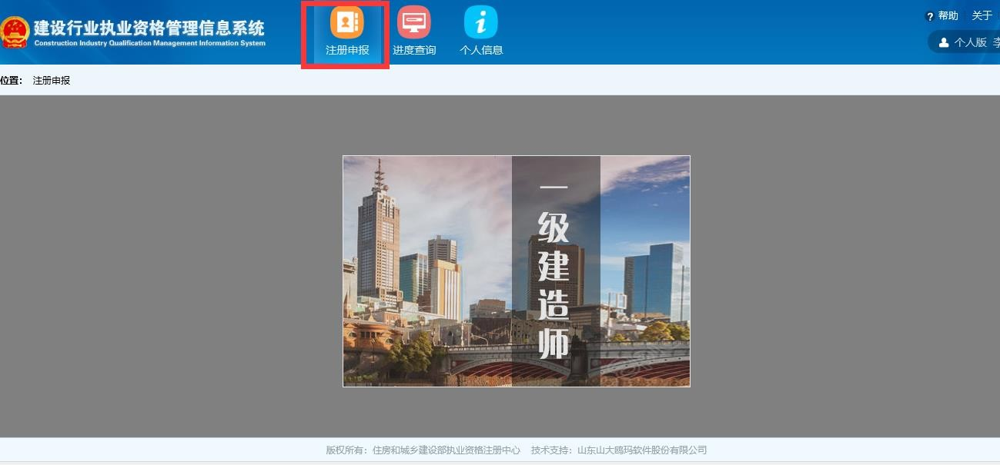 建设行业执业资格管理信息系统
Construction Industry Qualification Management Information System
注册申报
进度查询
个人信息
帮助
关于
个人版
位置： 注册申报
一级建造师
版权所有：住房和城乡建设部执业资格注册中心 技术支持：山东山大鸥玛软件股份有限公司